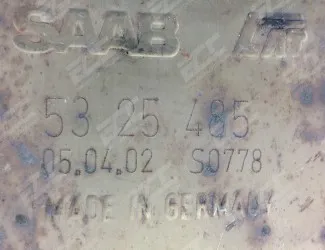 SAAB
53 25 485
05.04.02 S0778
MADE IN GERMANY